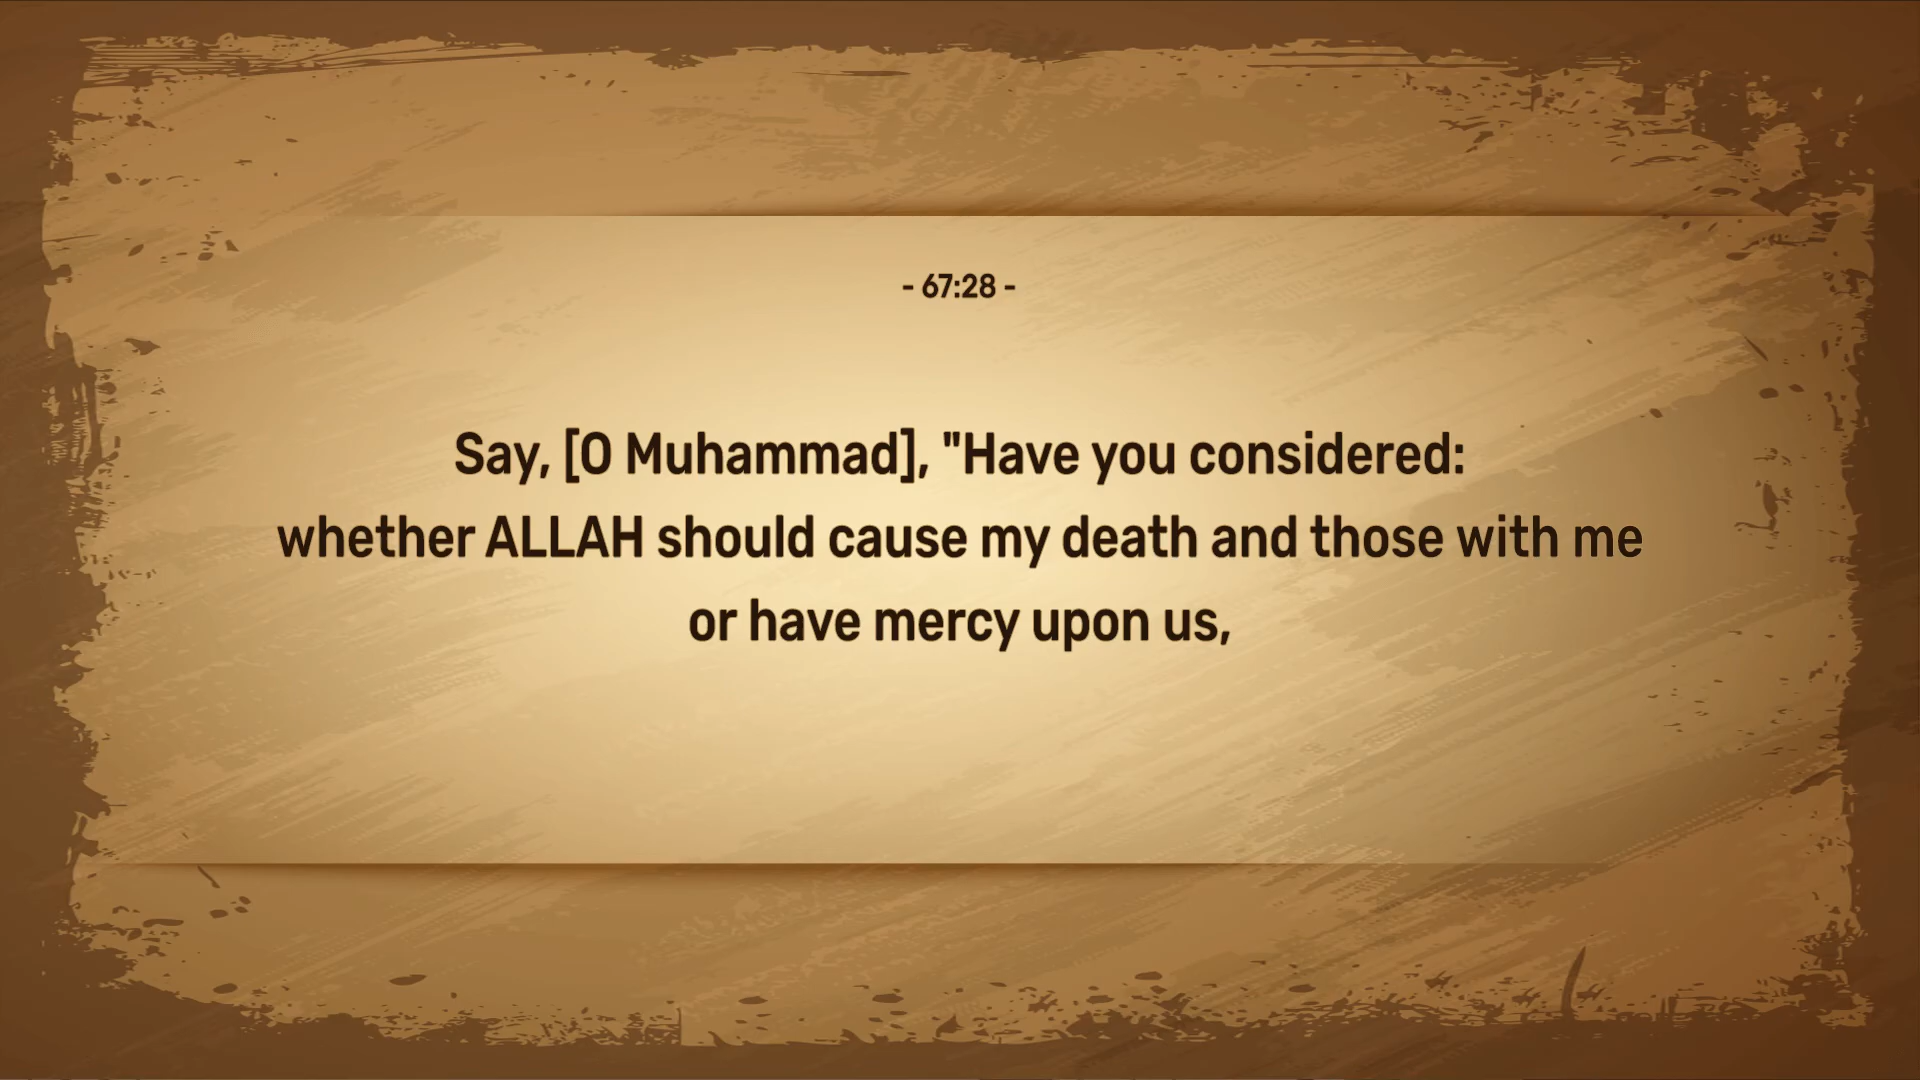 - 67:28 -
Say, [O Muhammad], "Have you considered:
whether ALLAH should cause my death and those with me
or have mercy upon us,